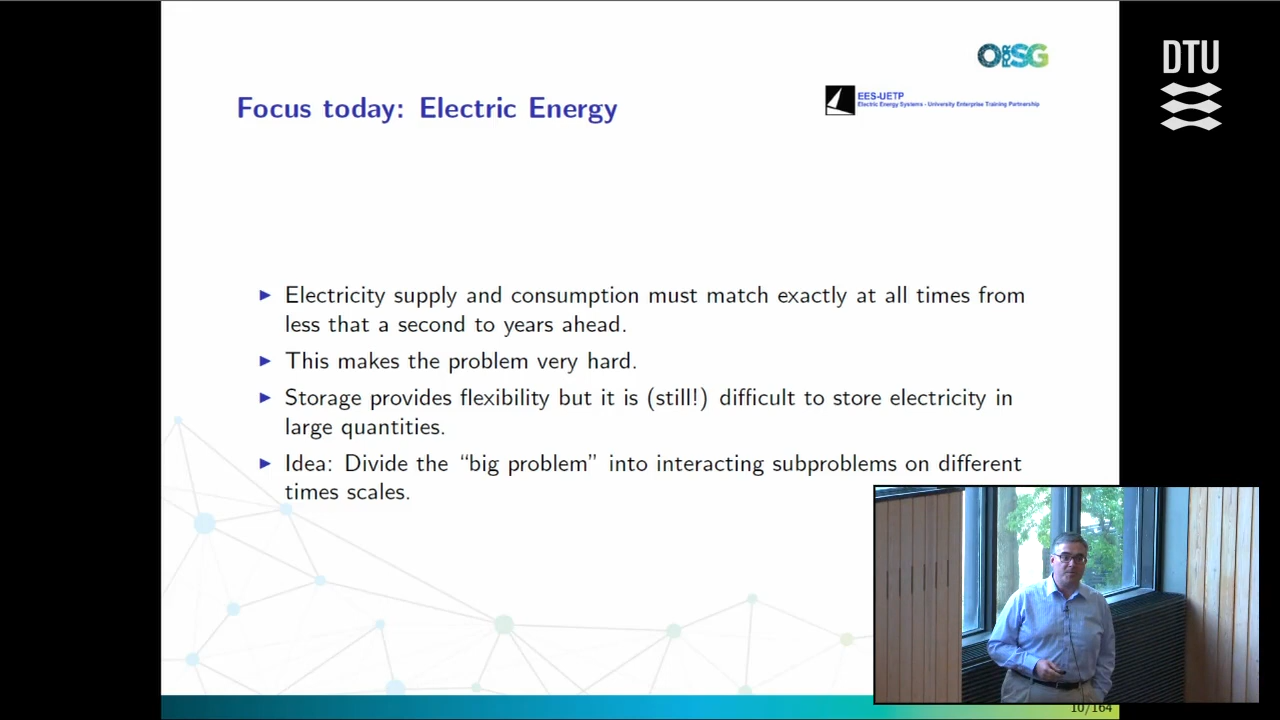 OforSG
DTU
EES-UETP
Electric Energy Systems - University Enterprise Training Partnership
Focus today: Electric Energy
► Electricity supply and consumption must match exactly at all times from
less that a second to years ahead.
► This makes the problem very hard.
► Storage provides flexibility but it is (still!) difficult to store electricity in
large quantities.
► Idea: Divide the “big problem” into interacting subproblems on different
times scales.
10/164